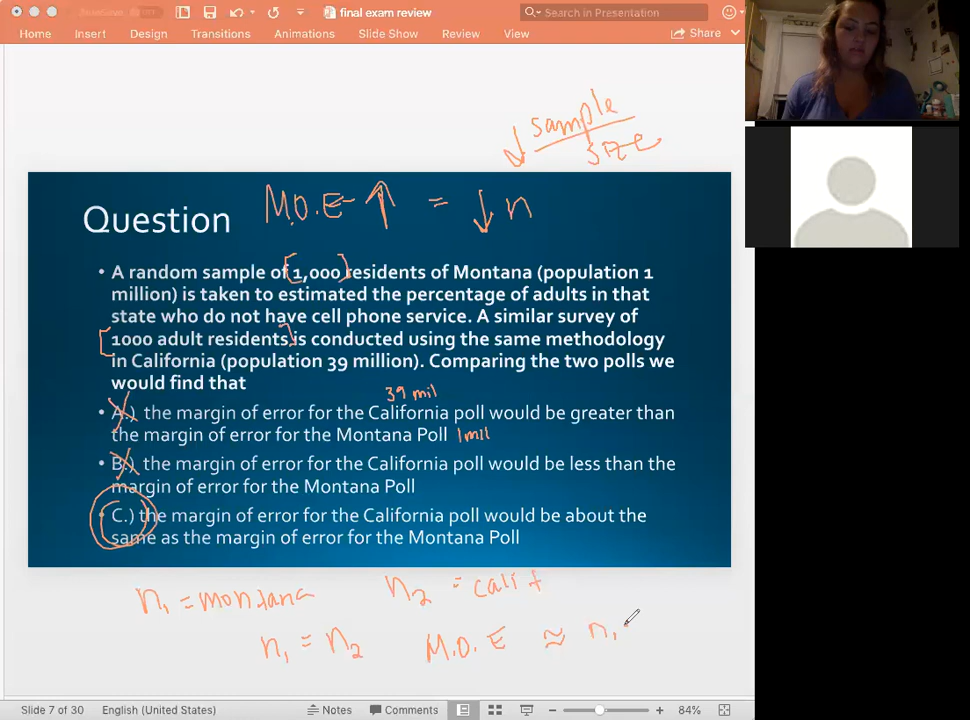 final exam review
Search in Presentation
Home Insert Design Transitions Animations Slide Show Review View Share
↓ sample
size
Question M.O.E ↑ = ↓ n
• A random sample of [1,000] residents of Montana (population 1
million) is taken to estimated the percentage of adults in that
state who do not have cell phone service. A similar survey of
[1000 adult residents] is conducted using the same methodology
in California (population 39 million). Comparing the two polls we
would find that
39 mil
• A.) the margin of error for the California poll would be greater than
the margin of error for the Montana Poll 1mil
• B.) the margin of error for the California poll would be less than the
margin of error for the Montana Poll
• C.) the margin of error for the California poll would be about the
same as the margin of error for the Montana Poll
n₁ = montana n₂ = calif
n₁ = n₂ M.O.E ≈ n₁
Slide 7 of 30 English (United States) Notes Comments 84%